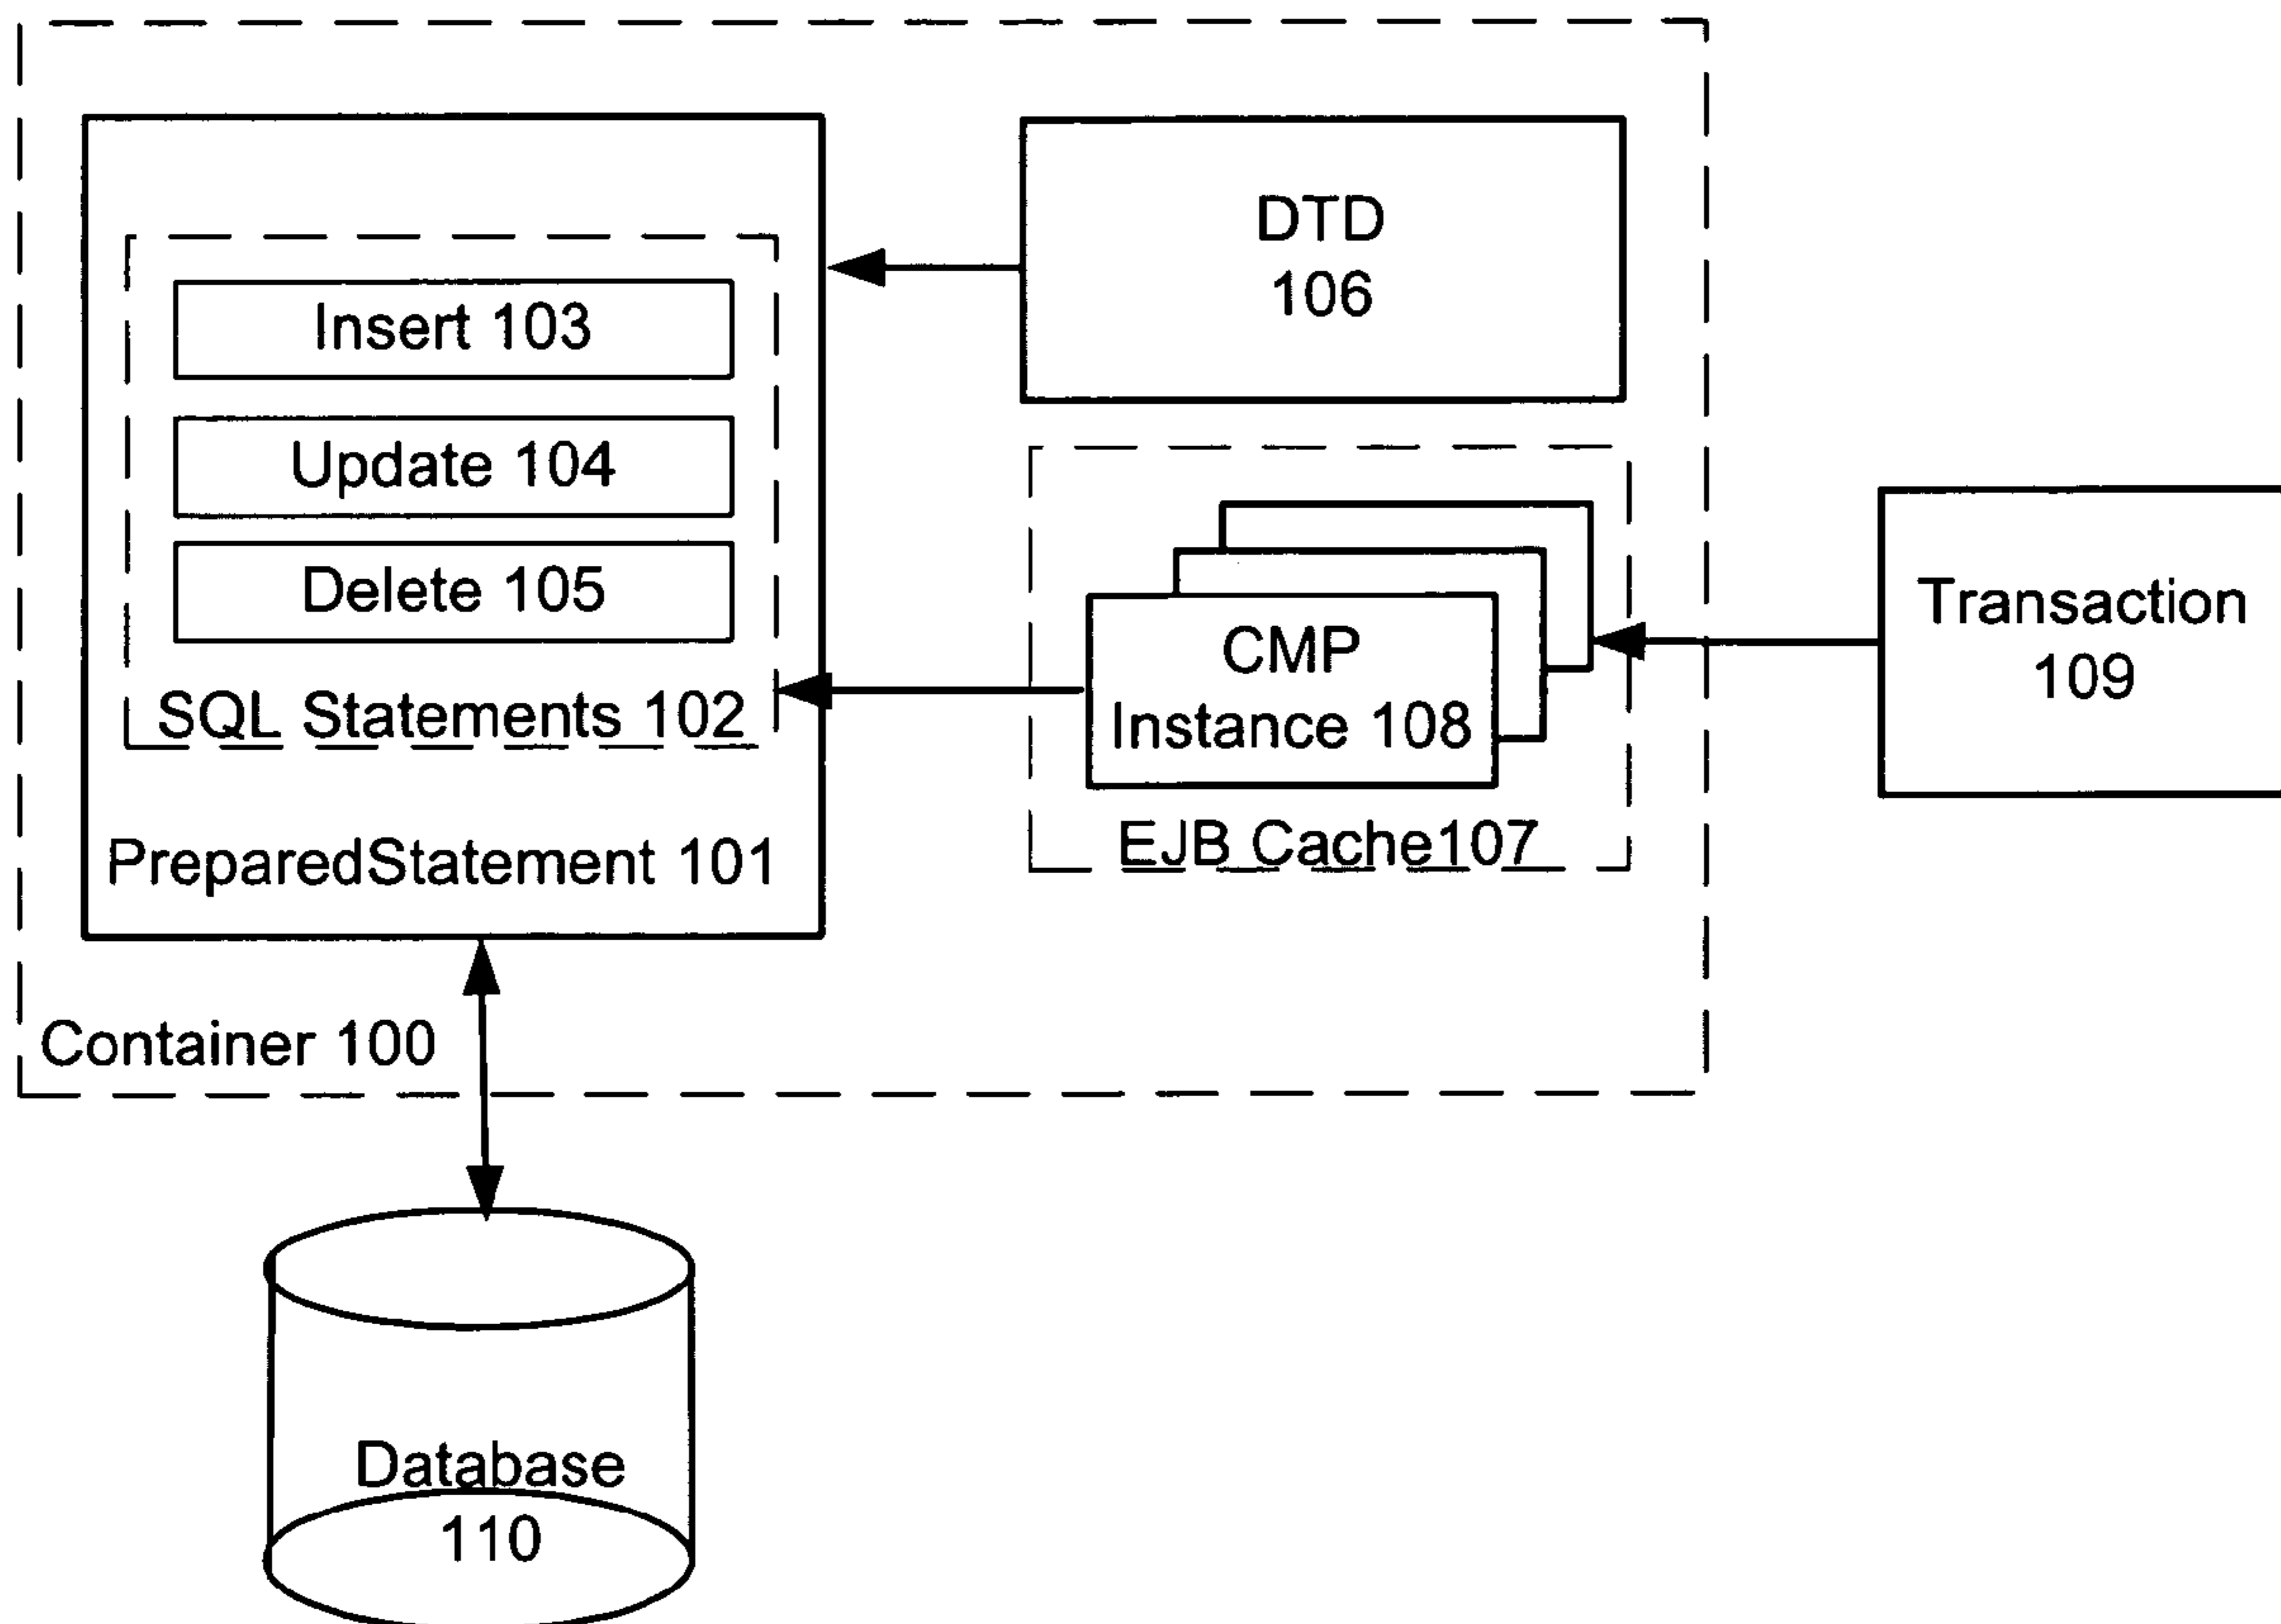 DTD
106
Insert 103
Update 104
Delete 105
SQL Statements 102
PreparedStatement 101
CMP
Instance 108
EJB Cache107
Transaction
109
Container 100
Database
110